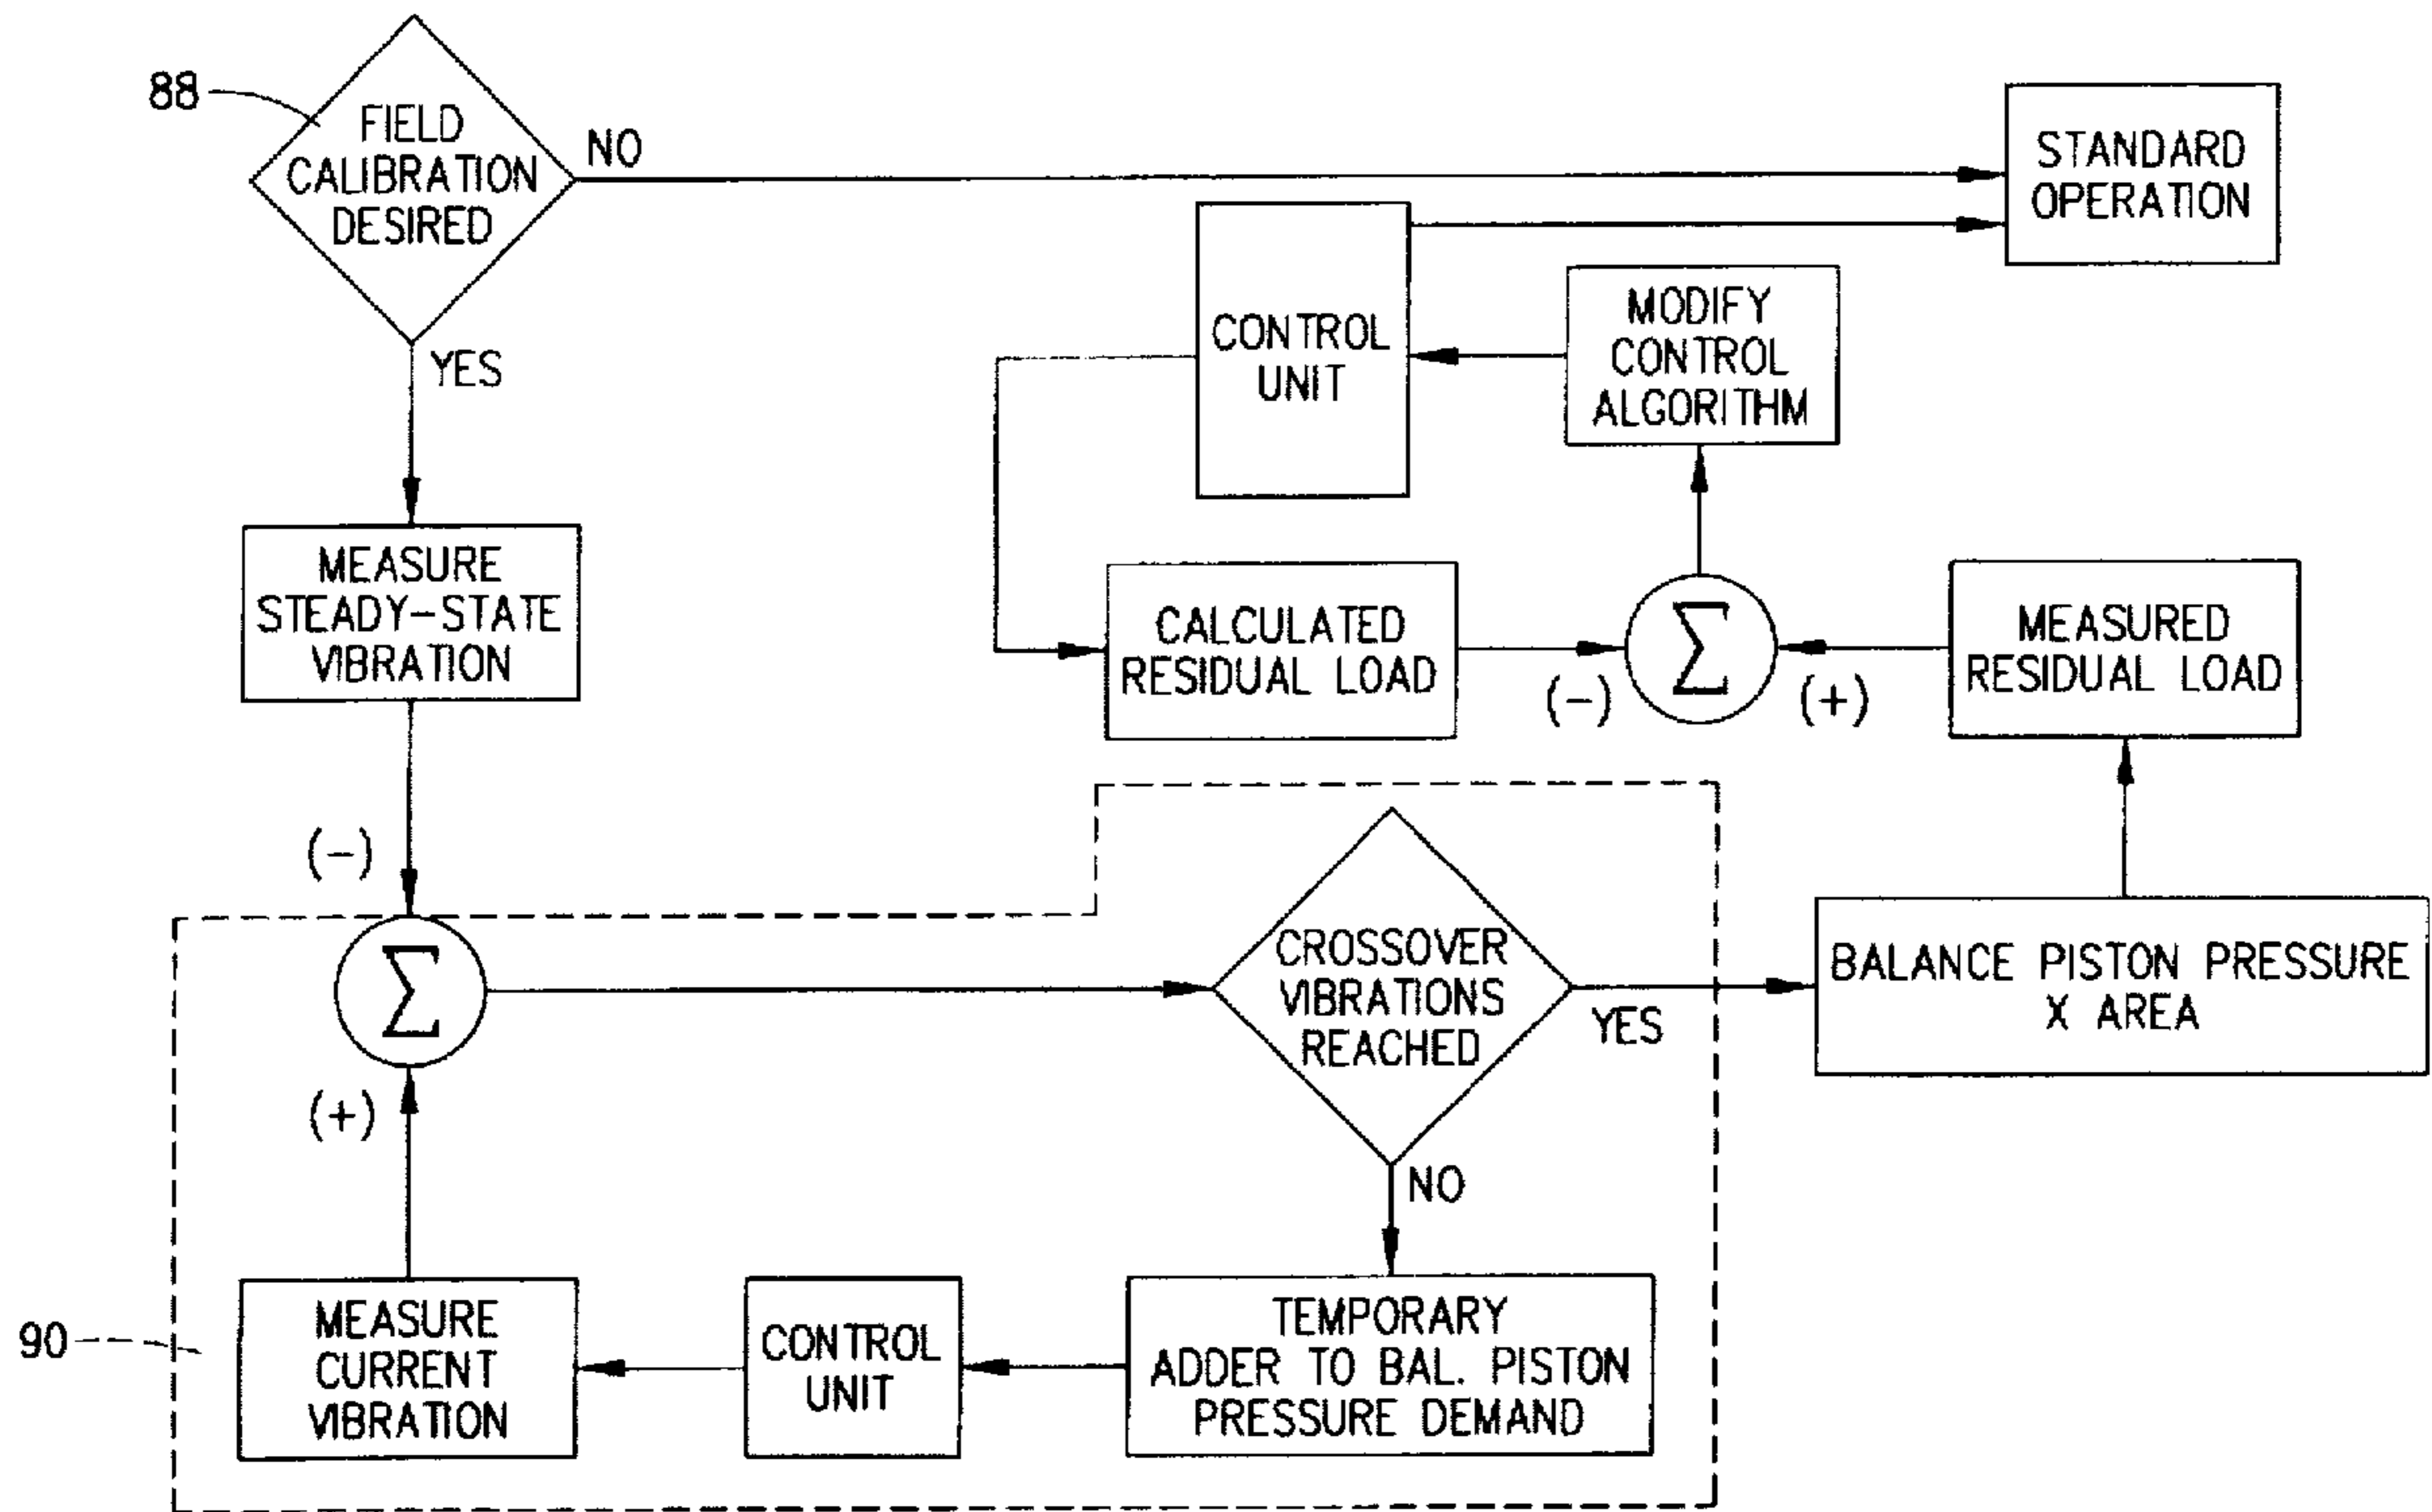 88
FIELD
CALIBRATION
DESIRED
NO
YES
STANDARD
OPERATION
CONTROL
UNIT
MODIFY
CONTROL
ALGORITHM
MEASURE
STEADY-STATE
VIBRATION
CALCULATED
RESIDUAL LOAD
(-)
Σ
(+)
MEASURED
RESIDUAL LOAD
(-)
Σ
(+)
CROSSOVER
VIBRATIONS
REACHED
YES
NO
BALANCE PISTON PRESSURE
X AREA
90
MEASURE
CURRENT
VIBRATION
CONTROL
UNIT
TEMPORARY
ADDER TO BAL. PISTON
PRESSURE DEMAND